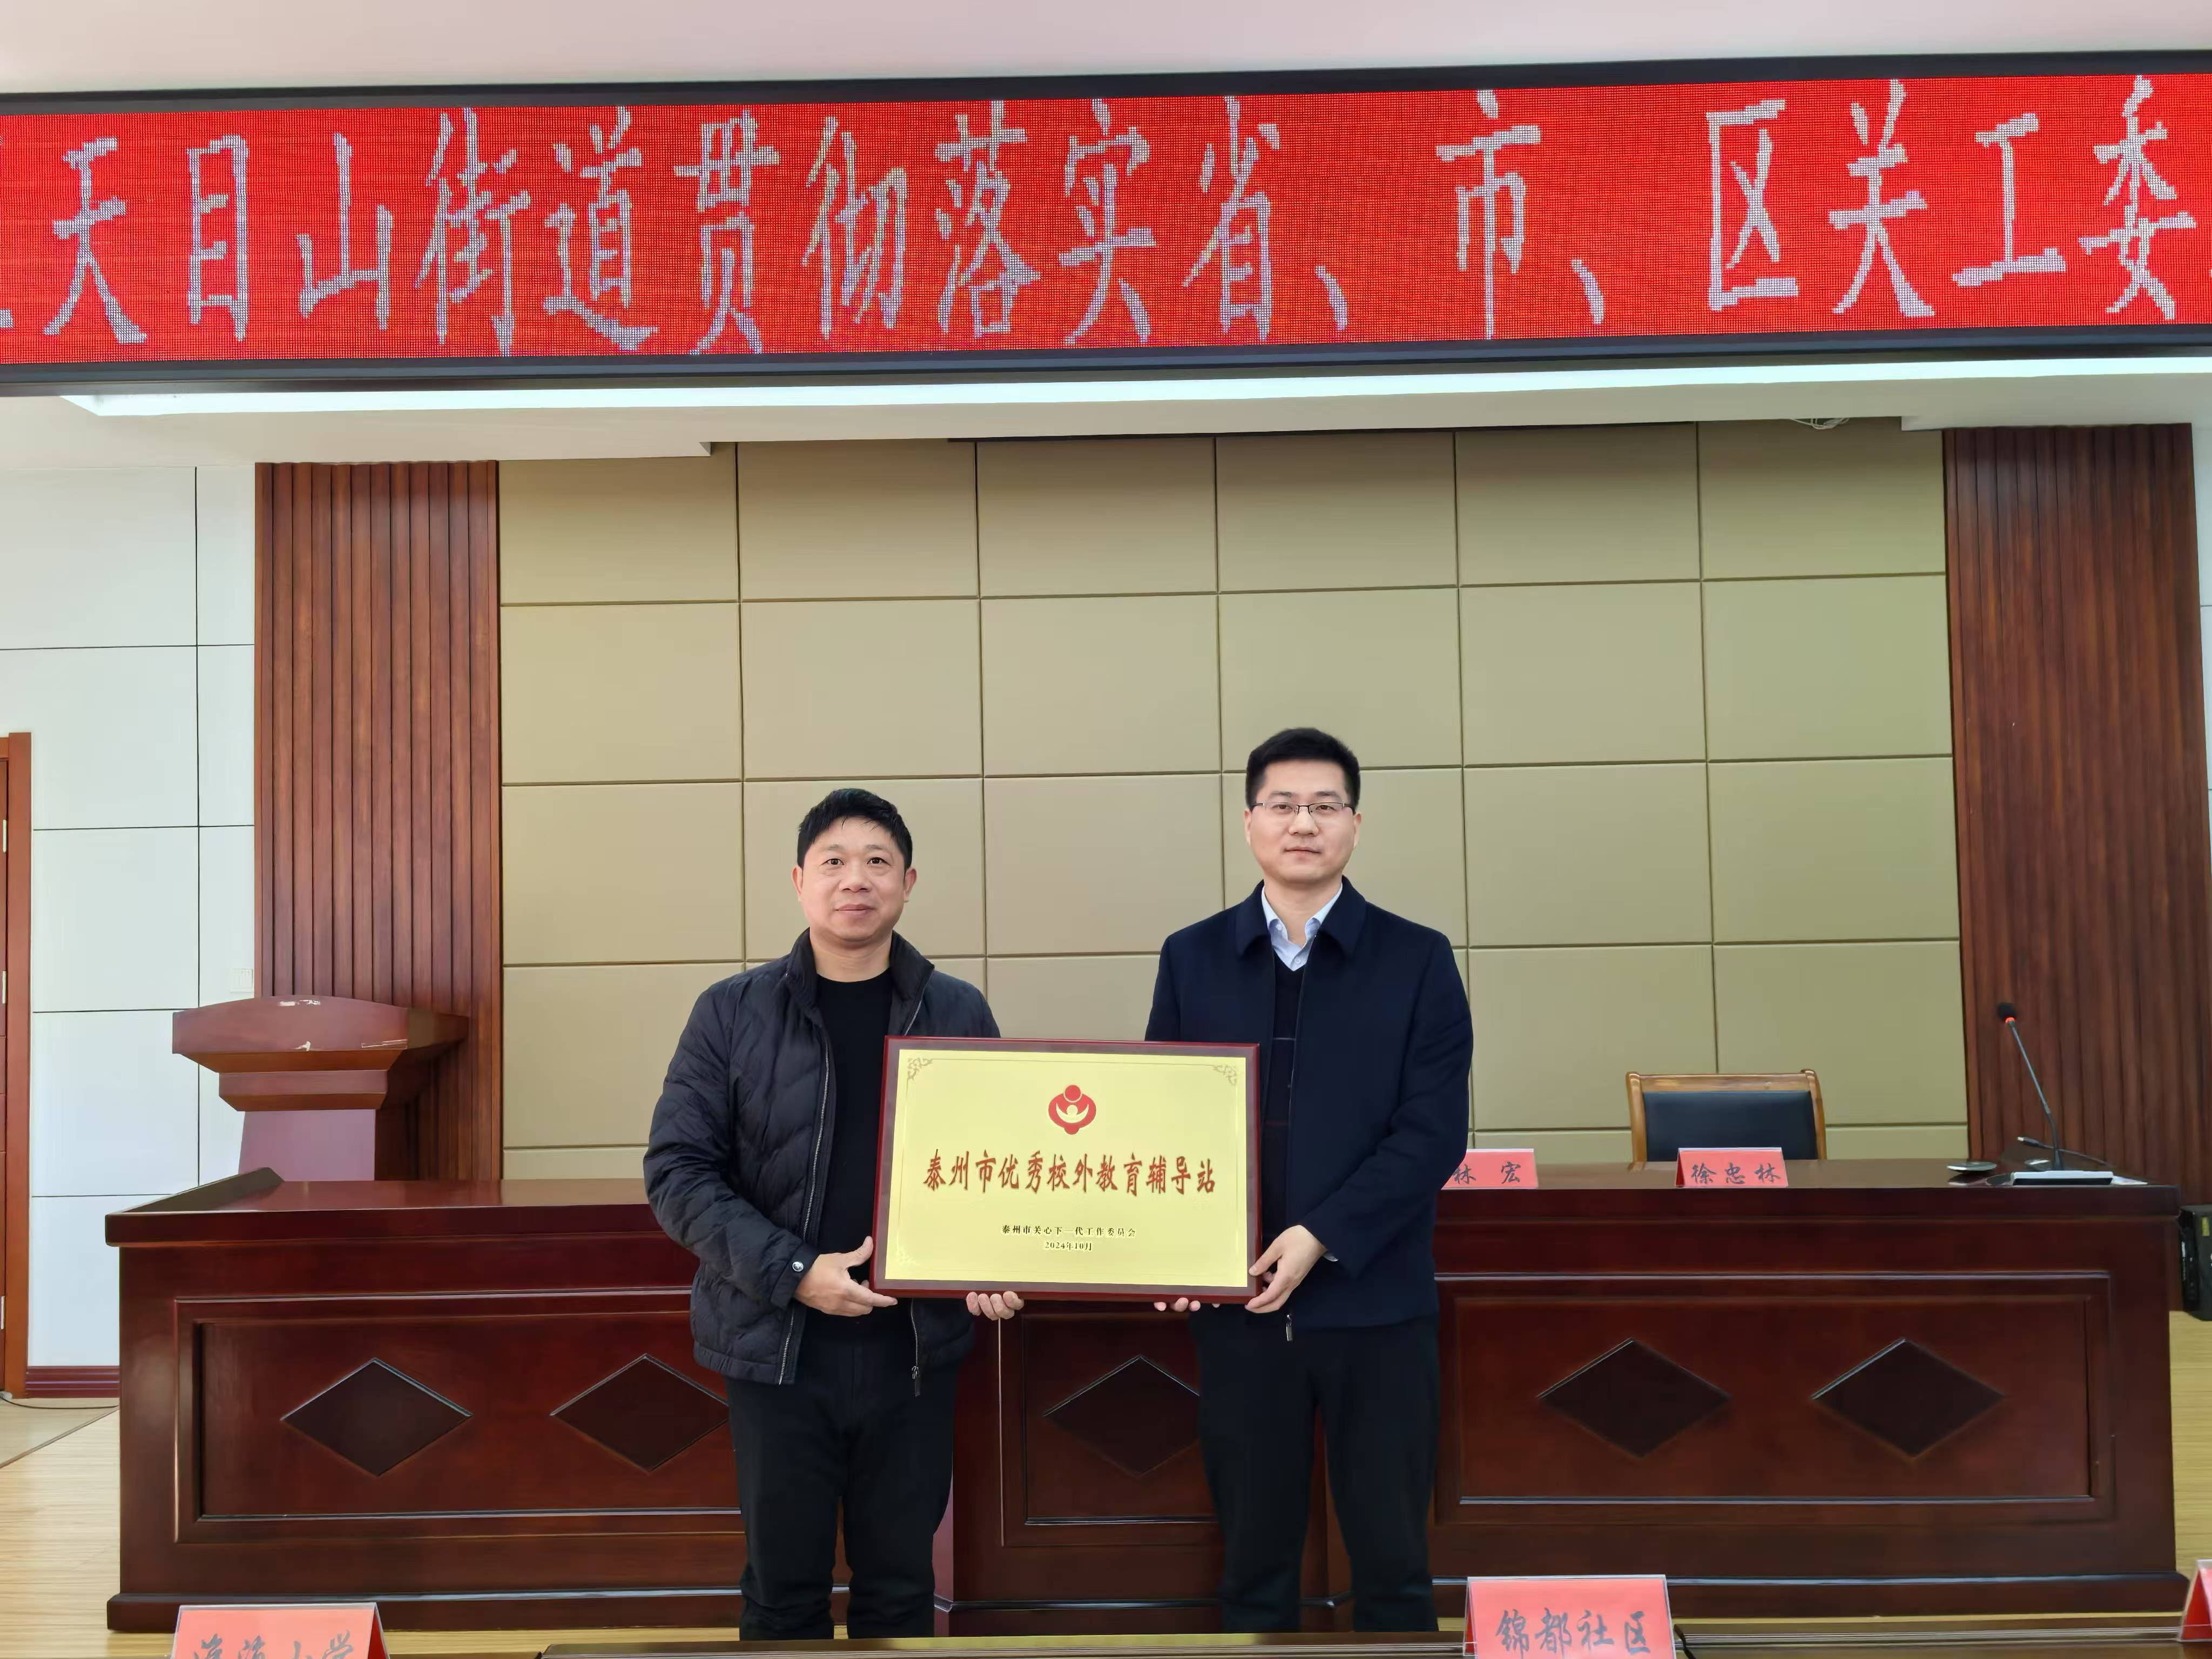 天目山街道贯彻落实省、市、区关工委
泰州市优秀校外教育辅导站
泰州市关心下一代工作委员会
2024年10月
林 宏
徐忠林
锦都社区